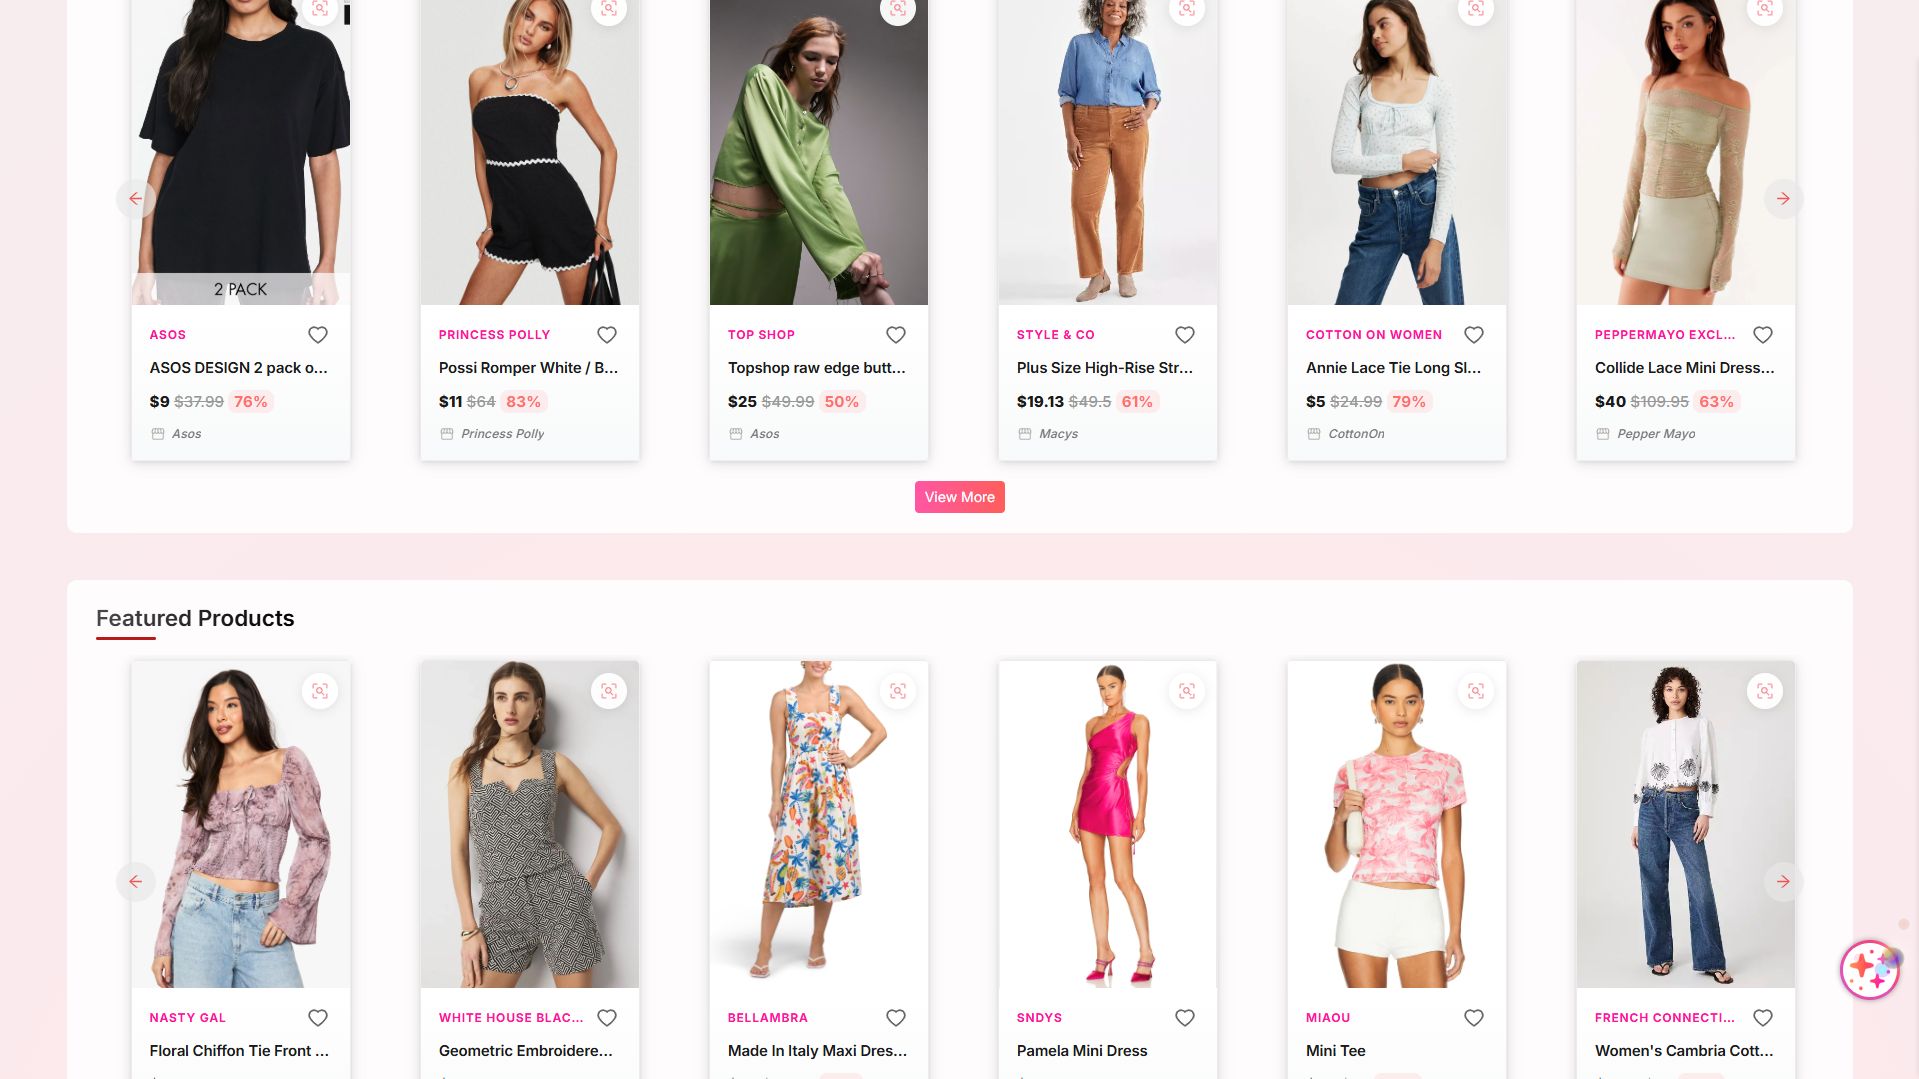 2 PACK
ASOS
ASOS DESIGN 2 pack o...
$9 $37.99 76%
Asos
PRINCESS POLLY
Possi Romper White / B...
$11 $64 83%
Princess Polly
TOP SHOP
Topshop raw edge butt...
$25 $49.99 50%
Asos
STYLE & CO
Plus Size High-Rise Str...
$19.13 $49.5 61%
Macys
COTTON ON WOMEN
Annie Lace Tie Long Sl...
$5 $24.99 79%
CottonOn
PEPPERMAYO EXCL...
Collide Lace Mini Dress...
$40 $109.95 63%
Pepper Mayo
View More
Featured Products
NASTY GAL
Floral Chiffon Tie Front ...
WHITE HOUSE BLAC...
Geometric Embroidere...
BELLAMBRA
Made In Italy Maxi Dres...
SNDYS
Pamela Mini Dress
MIAOU
Mini Tee
FRENCH CONNECTI...
Women's Cambria Cott...